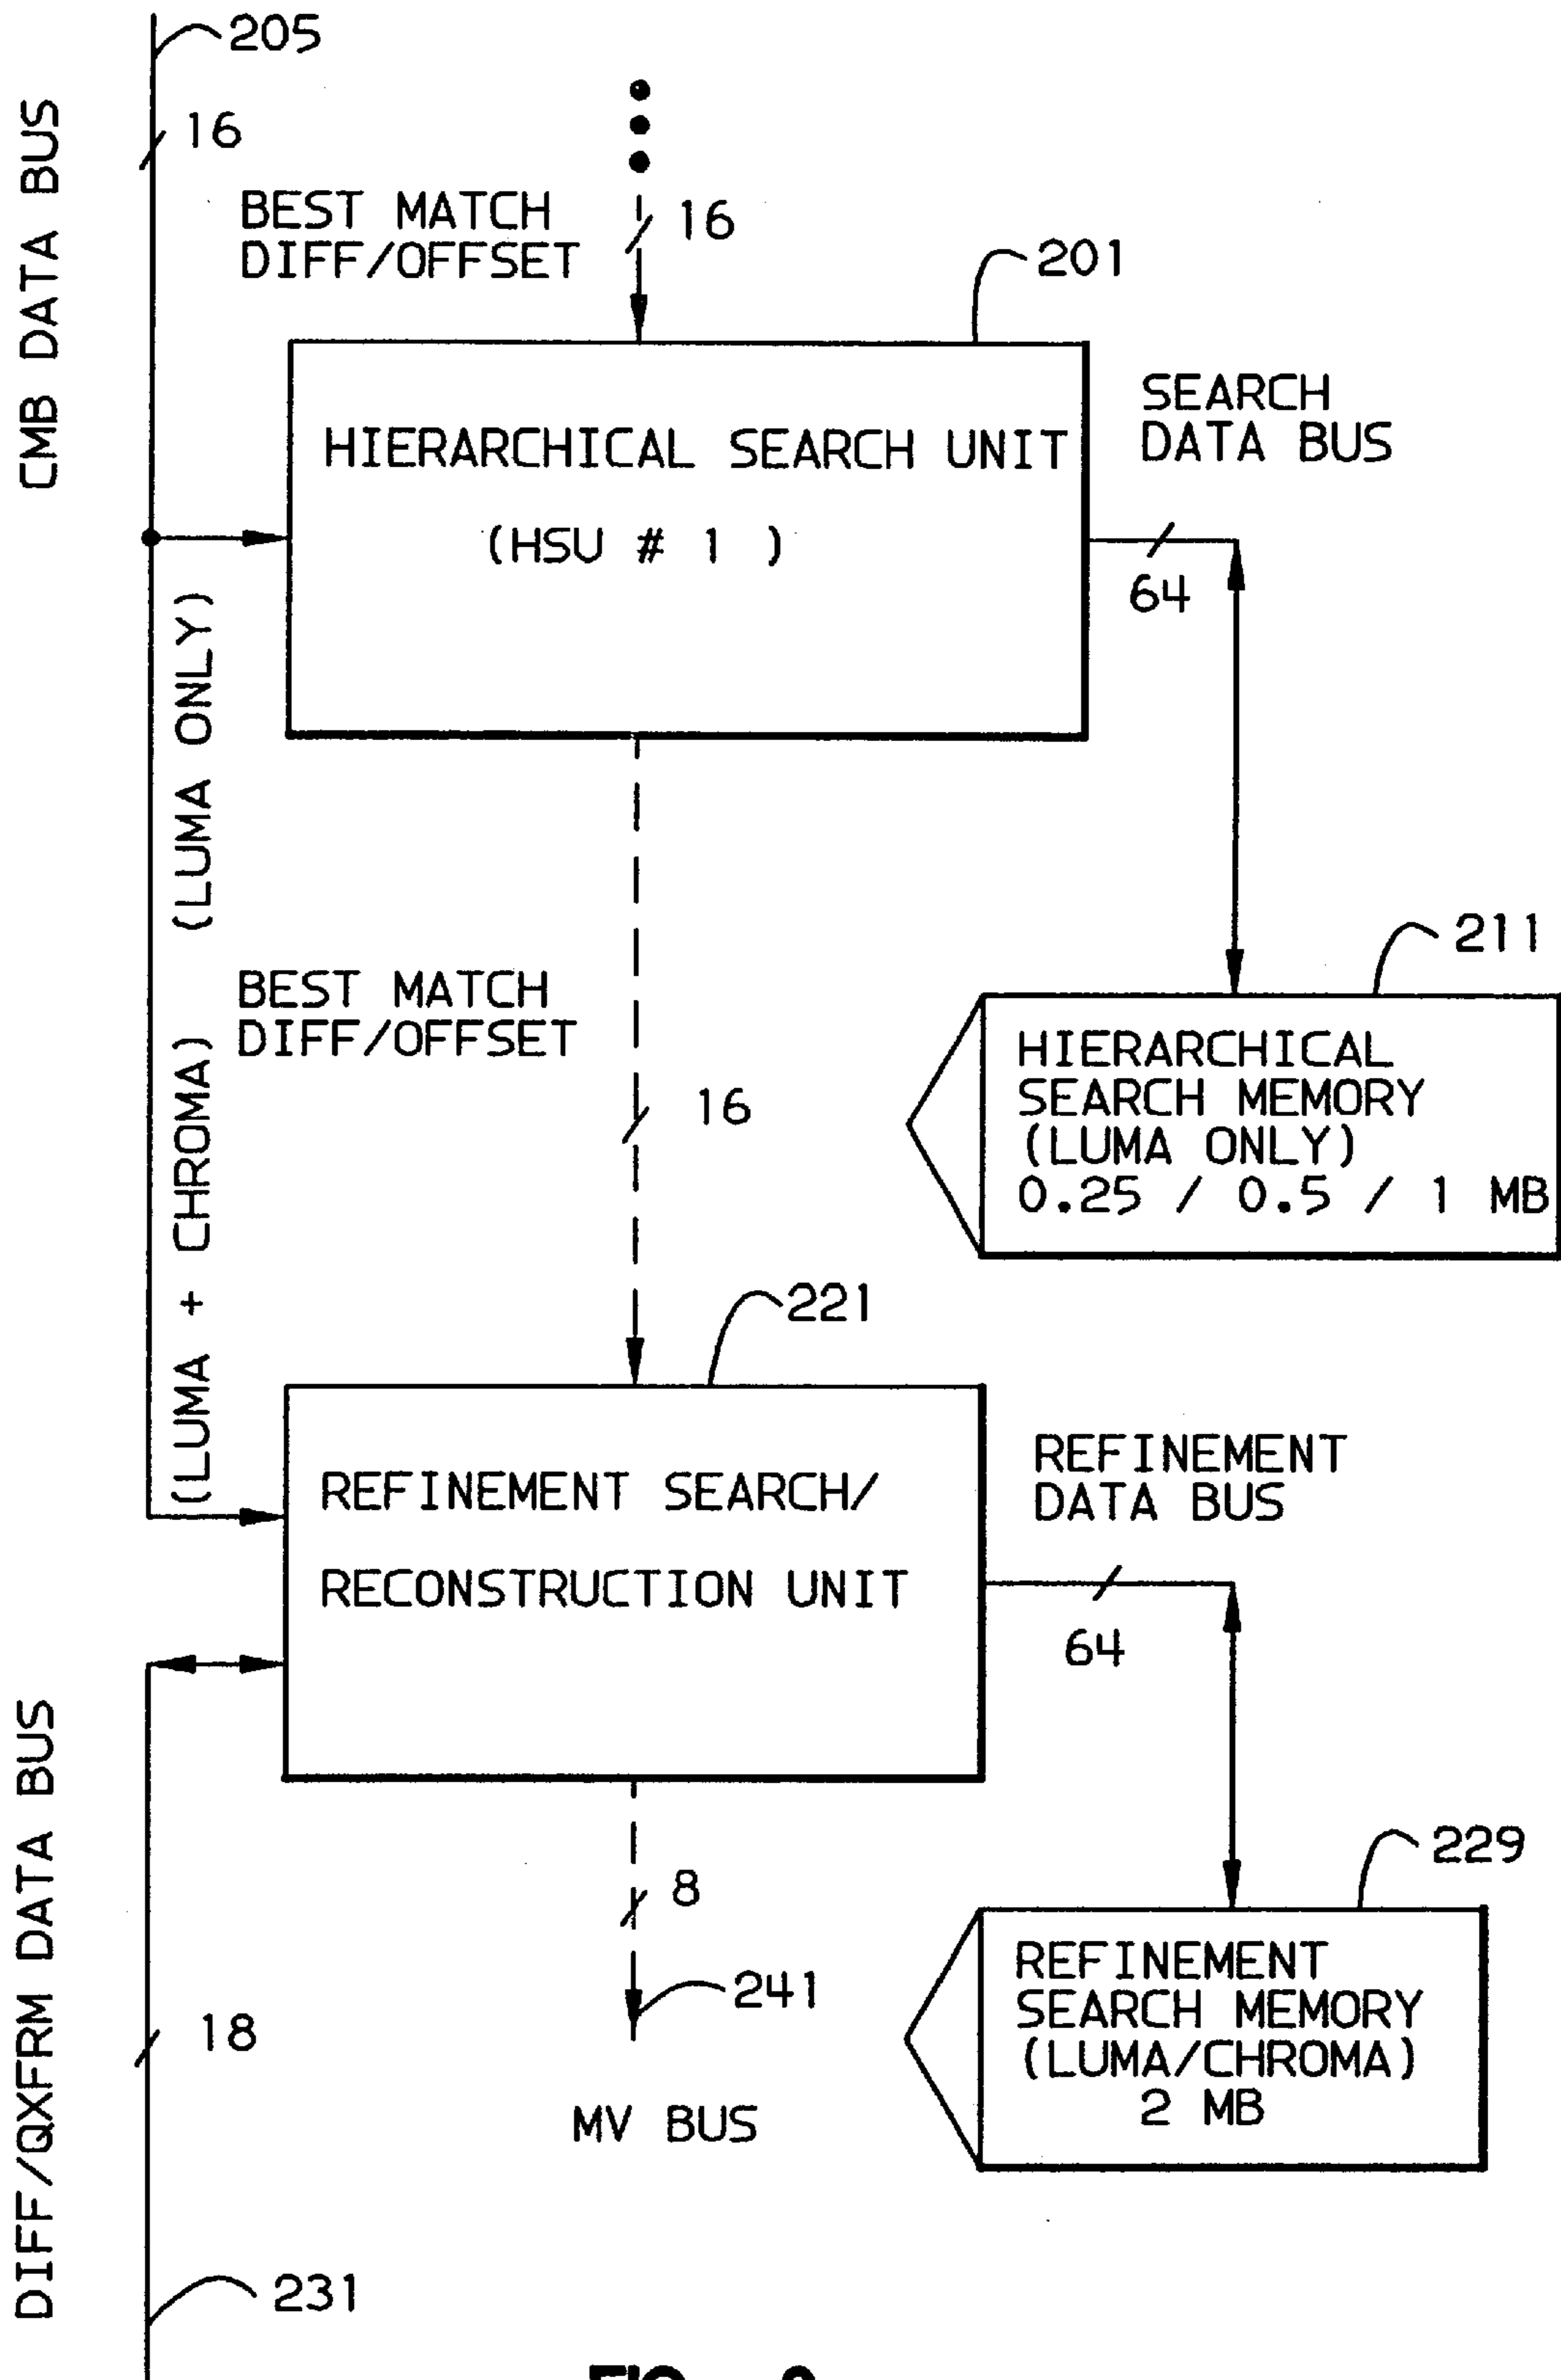 205
CMB DATA BUS
16
BEST MATCH
DIFF/OFFSET
16
201
HIERARCHICAL SEARCH UNIT
(HSU # 1 )
SEARCH
DATA BUS
64
(LUMA ONLY)
211
HIERARCHICAL
SEARCH MEMORY
(LUMA ONLY)
0.25 / 0.5 / 1 MB
BEST MATCH
DIFF/OFFSET
16
(LUMA + CHROMA)
221
REFINEMENT SEARCH/
RECONSTRUCTION UNIT
REFINEMENT
DATA BUS
64
DIFF/QXFRM DATA BUS
18
8
241
MV BUS
229
REFINEMENT
SEARCH MEMORY
(LUMA/CHROMA)
2 MB
231